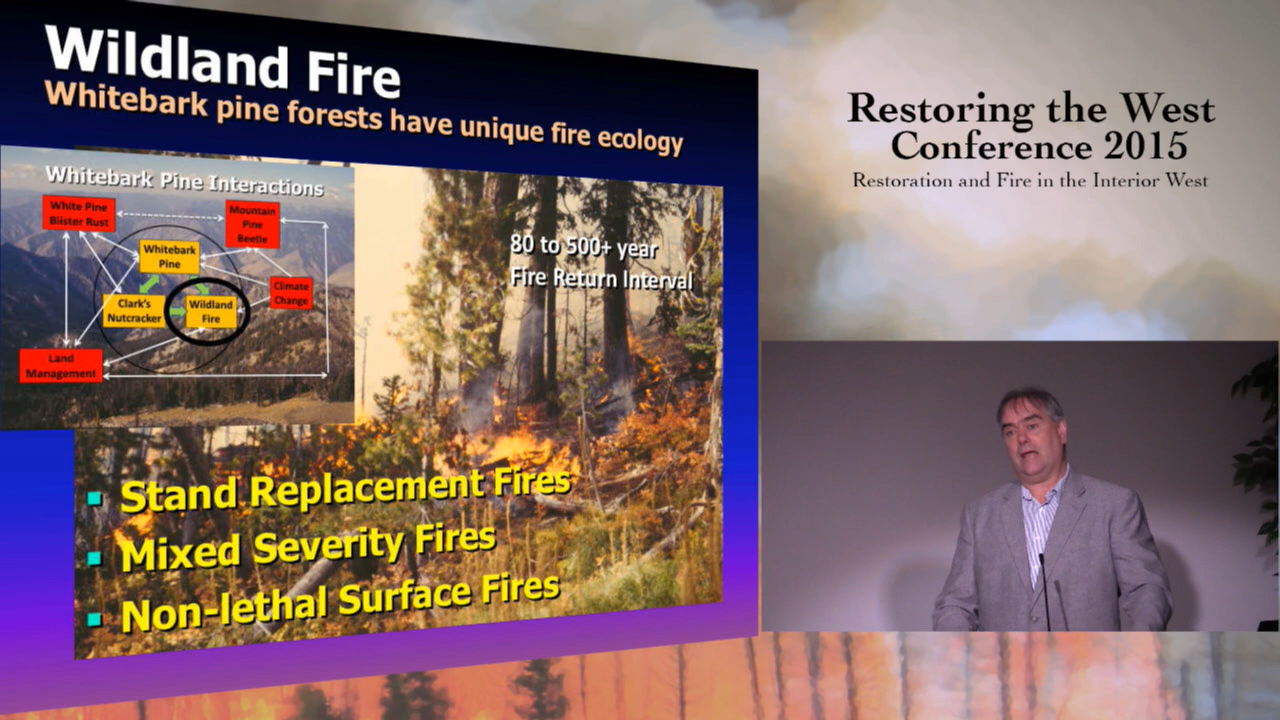 Wildland Fire
Whitebark pine forests have unique fire ecology
Whitebark Pine Interactions
White Pine
Blister Rust
Mountain
Pine
Beetle
Whitebark
Pine
Climate
Change
Clark's
Nutcracker
Wildland
Fire
Land
Management
80 to 500+ year
Fire Return Interval
Stand Replacement Fires
Mixed Severity Fires
Non-lethal Surface Fires
Restoring the West
Conference 2015
Restoration and Fire in the Interior West